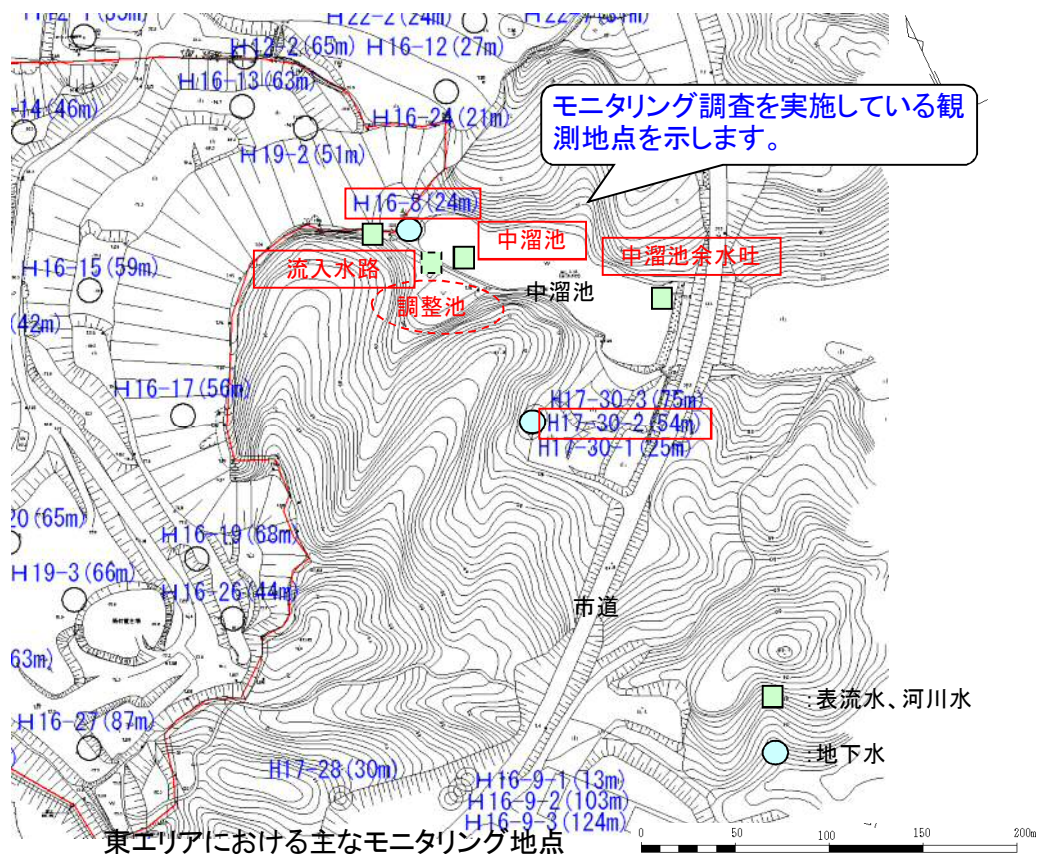 H22-2(24m)
H12-2(65m)
H16-12(27m)
H16-13(63m)
-14(46m)
H16-24(21m)
モニタリング調査を実施している観
測地点を示します。
H19-2(51m)
H16-8(24m)
中溜池
中溜池余水吐
流入水路
H16-15(59m)
調整池
中溜池
42m)
H16-17(56m)
H17-30-3(75m)
H17-30-2(54m)
H17-30-1(25m)
20(65m)
H16-19(68m)
H19-3(66m)
H16-26(44m)
市道
63m)
:表流水、河川水
H16-27(87m)
:地下水
H17-28(30m)
H16-9-1(13m)
H16-9-2(103m)
H16-9-3(124m)
東エリアにおける主なモニタリング地点
0 50 100 150 200m